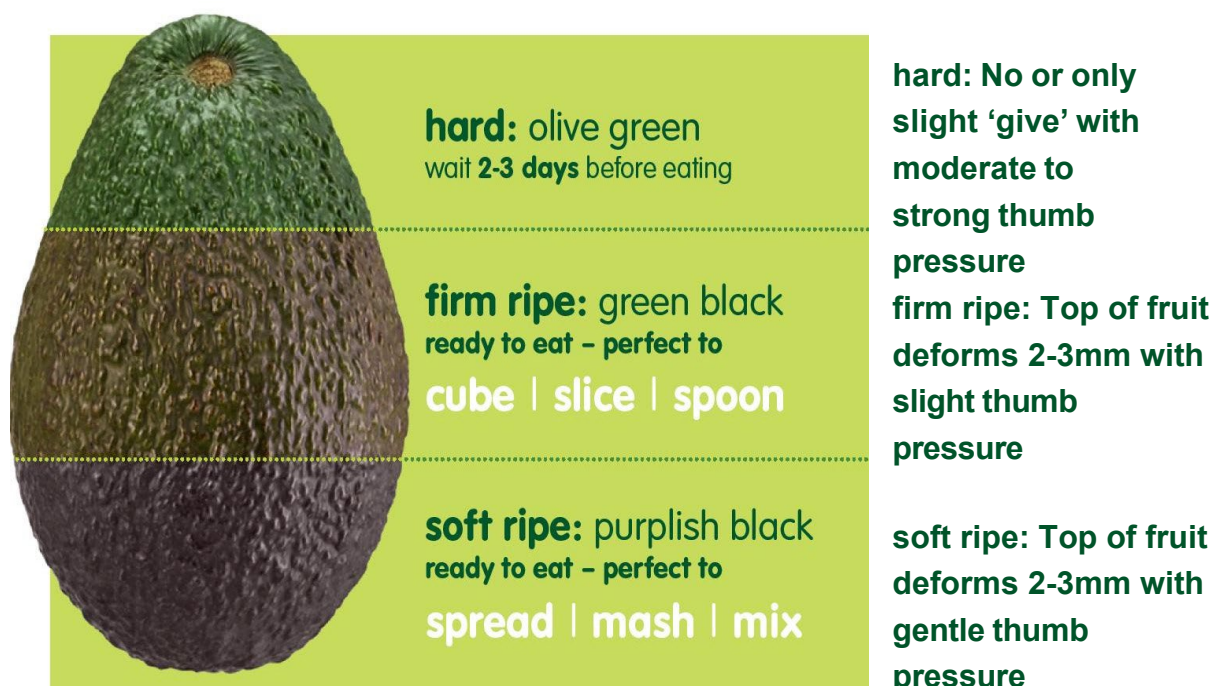 hard: olive green
wait 2-3 days before eating
firm ripe: green black
ready to eat – perfect to
cube | slice | spoon
soft ripe: purplish black
ready to eat – perfect to
spread | mash | mix
hard: No or only
slight ‘give’ with
moderate to
strong thumb
pressure
firm ripe: Top of fruit
deforms 2-3mm with
slight thumb
pressure
soft ripe: Top of fruit
deforms 2-3mm with
gentle thumb
pressure